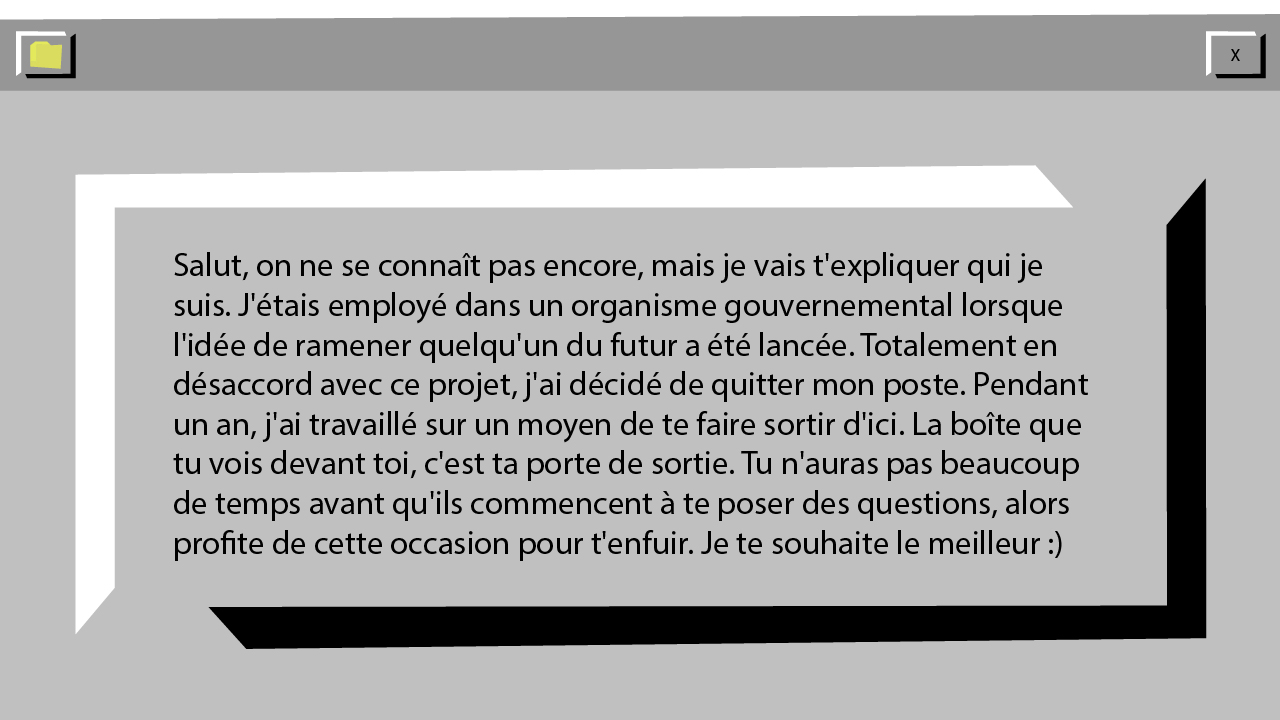 X
Salut, on ne se connaît pas encore, mais je vais t'expliquer qui je
suis. J'étais employé dans un organisme gouvernemental lorsque
l'idée de ramener quelqu'un du futur a été lancée. Totalement en
désaccord avec ce projet, j'ai décidé de quitter mon poste. Pendant
un an, j'ai travaillé sur un moyen de te faire sortir d'ici. La boîte que
tu vois devant toi, c'est ta porte de sortie. Tu n'auras pas beaucoup
de temps avant qu'ils commencent à te poser des questions, alors
profite de cette occasion pour t'enfuir. Je te souhaite le meilleur :)